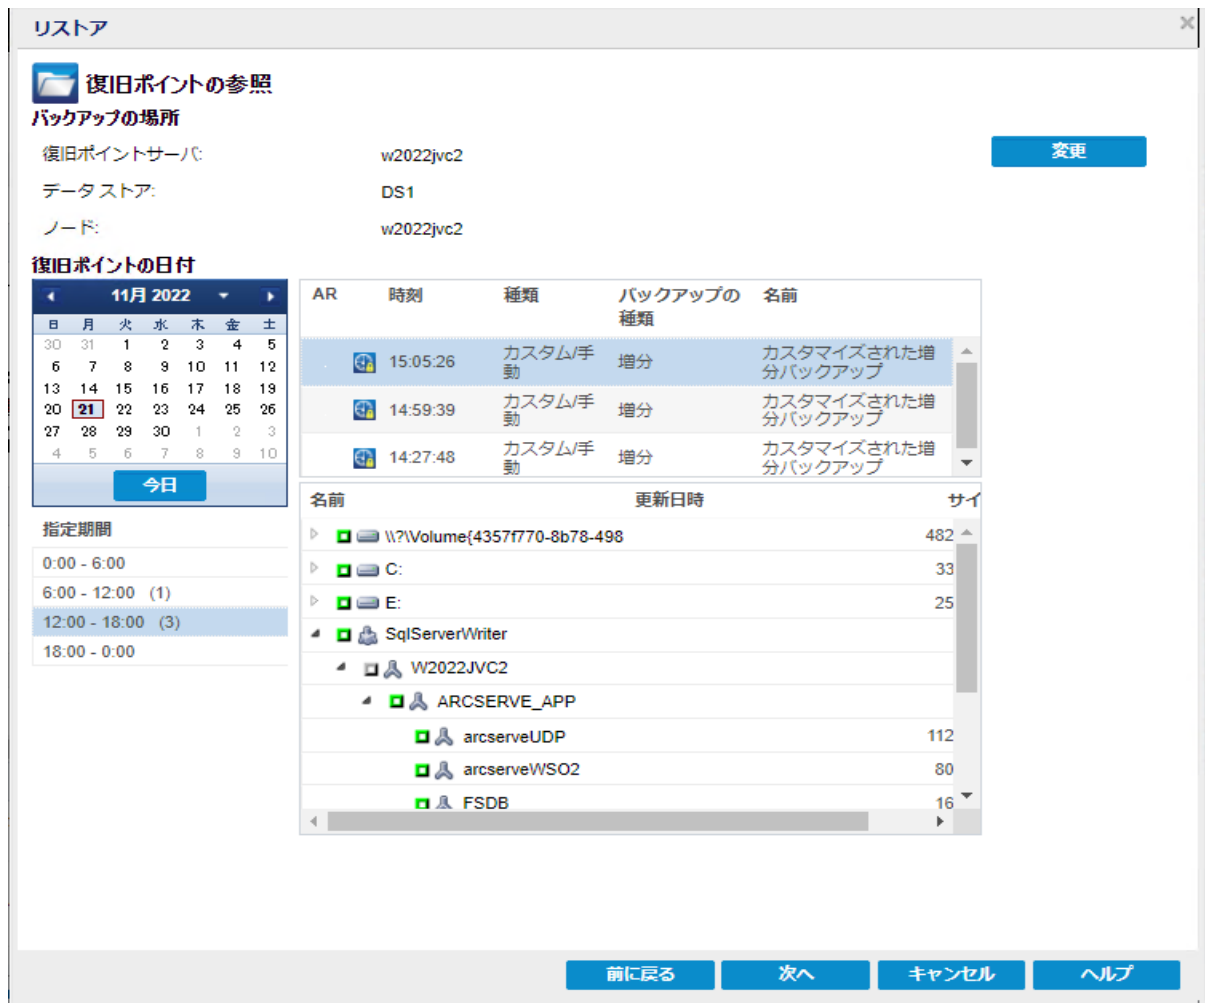 リストア
復旧ポイントの参照
バックアップの場所
復旧ポイントサーバ: w2022jvc2 変更
データストア: DS1
ノード: w2022jvc2
復旧ポイントの日付
11月 2022
日 月 火 水 木 金 土
30 31 1 2 3 4 5
6 7 8 9 10 11 12
13 14 15 16 17 18 19
20 21 22 23 24 25 26
27 28 29 30 1 2 3
4 5 6 7 8 9 10
今日
指定期間
0:00 - 6:00
6:00 - 12:00 (1)
12:00 - 18:00 (3)
18:00 - 0:00
AR 時刻 種類 バックアップの種類 名前
15:05:26 カスタム/手動 増分 カスタマイズされた増分バックアップ
14:59:39 カスタム/手動 増分 カスタマイズされた増分バックアップ
14:27:48 カスタム/手動 増分 カスタマイズされた増分バックアップ
名前 更新日時 サイ
\\?\Volume{4357f770-8b78-498 482
C: 33
E: 25
SqlServerWriter
W2022JVC2
ARCSERVE_APP
arcserveUDP 112
arcserveWSO2 80
FSDB 16
前に戻る 次へ キャンセル ヘルプ